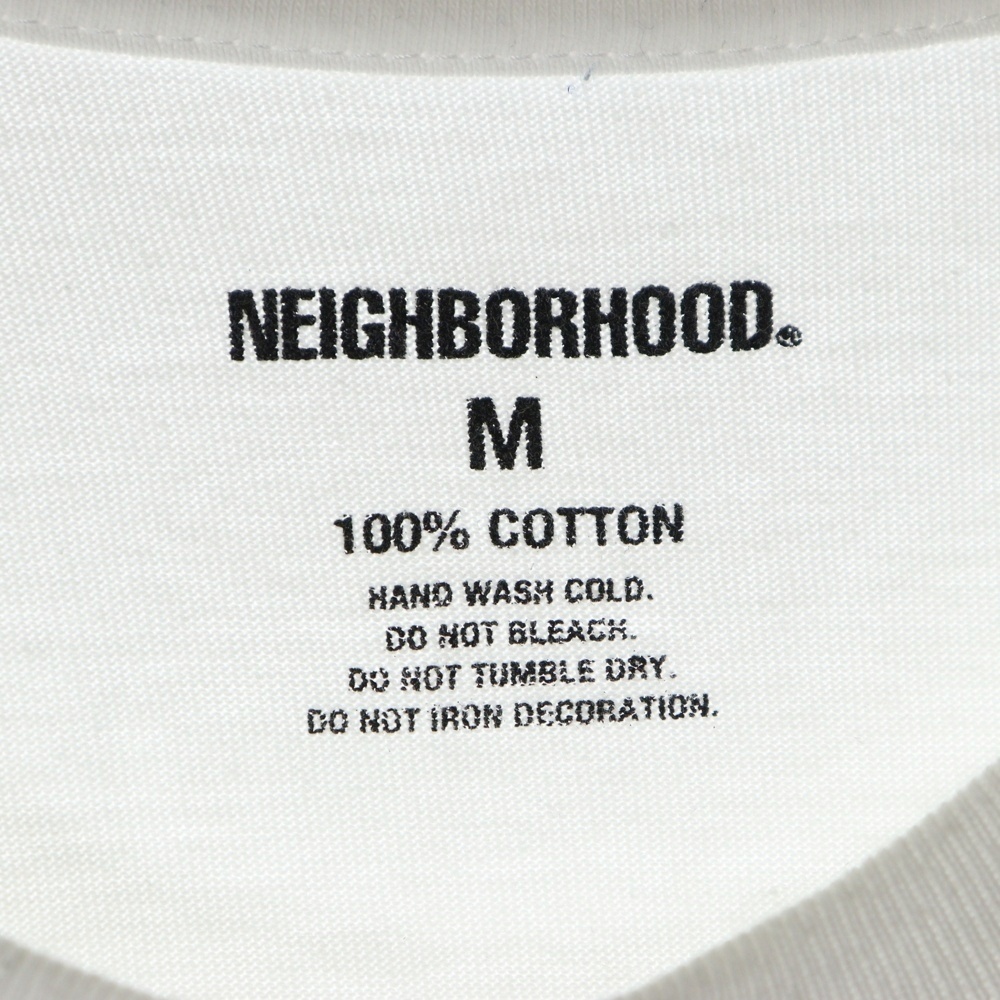 NEIGHBORHOOD®
M
100% COTTON
HAND WASH COLD.
DO NOT BLEACH.
DO NOT TUMBLE DRY.
DO NOT IRON DECORATION.